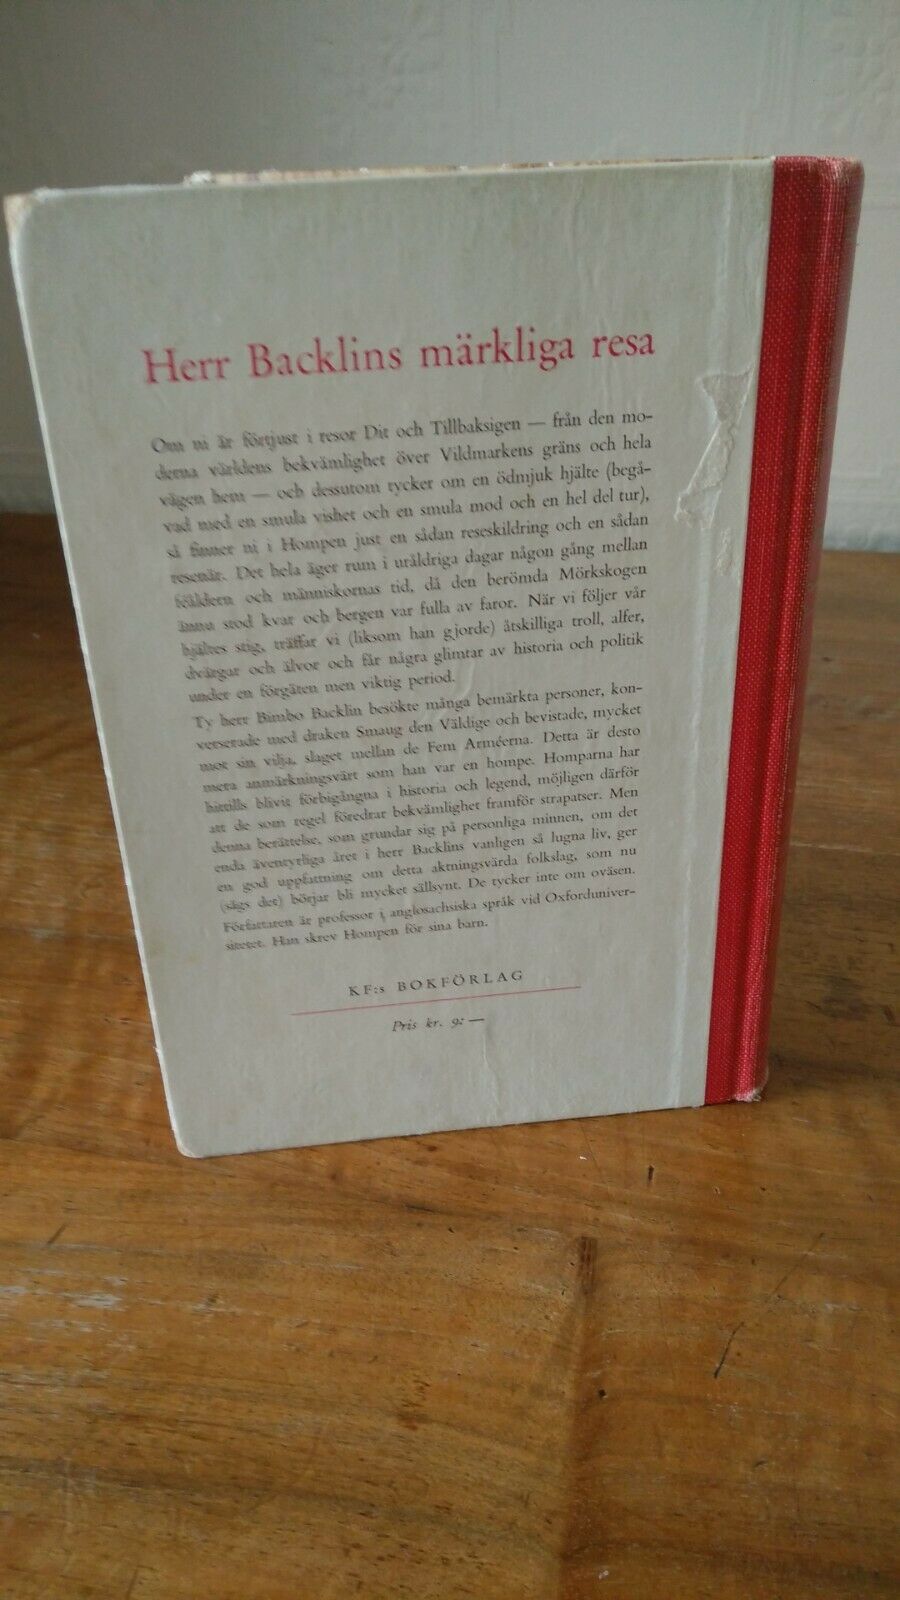 Herr Backlins märkliga resa
Om ni är förtjust i resor Dit och Tillbaksigen — från den mo-
derna världens bekvämlighet över Vildmarkens gräns och hela
vägen hem — och dessutom tycker om en ödmjuk hjälte (begå-
vad med en smula vishet och en smula mod och en hel del tur),
så finner ni i Hompen just en sådan reseskildring och en sådan
resenär. Det hela äger rum i uråldriga dagar någon gång mellan
féåldern och människornas tid, då den berömda Mörkskogen
ännu stod kvar och bergen var fulla av faror. När vi följer vår
hjältes stig, träffar vi (liksom han gjorde) åtskilliga troll, alfer,
dvärgar och älvor och får några glimtar av historia och politik
under en förgäten men viktig period.
Ty herr Bimbo Backlin besökte många bemärkta personer, kon-
verserade med draken Smaug den Väldige och bevistade, mycket
mot sin vilja, slaget mellan de Fem Arméerna. Detta är desto
mera anmärkningsvärt som han var en hompe. Homparna har
hittills blivit förbigångna i historia och legend, möjligen därför
att de som regel föredrar bekvämlighet framför strapatser. Men
denna berättelse, som grundar sig på personliga minnen, om det
enda äventyrliga året i herr Backlins vanligen så lugna liv, ger
en god uppfattning om detta aktningsvärda folkslag, som nu
(sägs det) börjar bli mycket sällsynt. De tycker inte om oväsen.
Författaren är professor i anglosachsiska språk vid Oxforduniver-
sitetet. Han skrev Hompen för sina barn.
KF:s BOKFÖRLAG
Pris kr. 9: —